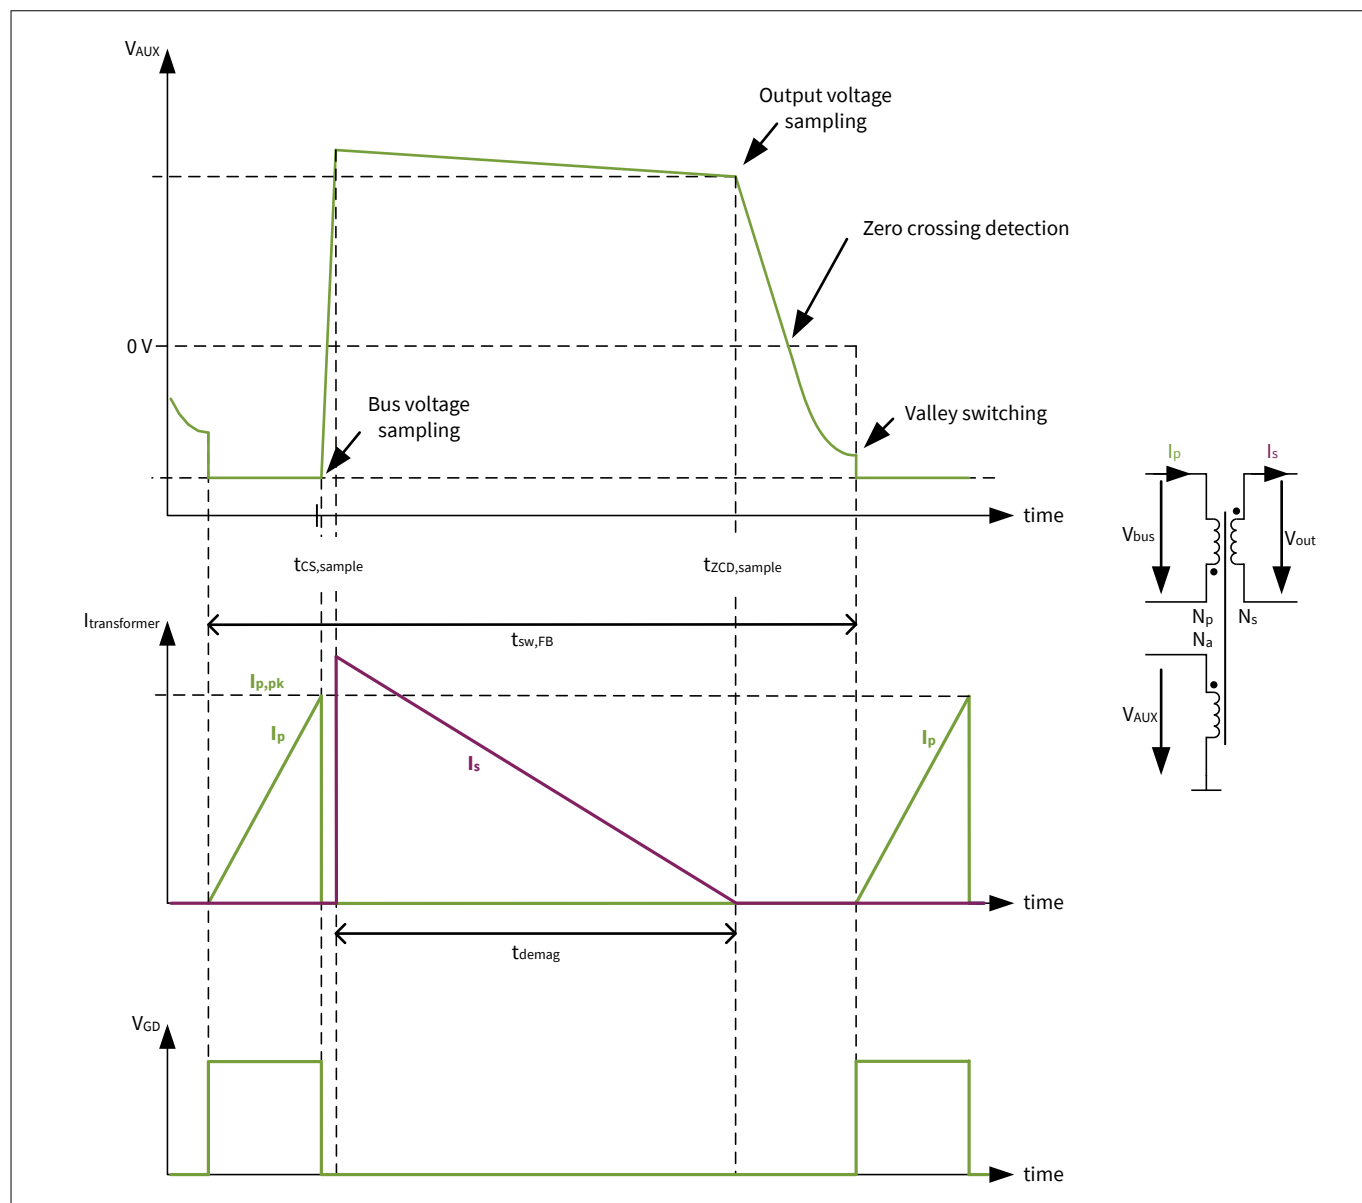 VAUX
Output voltage
sampling
Zero crossing detection
0 V
Bus voltage
sampling
Valley switching
time
tCS,sample
tZCD,sample
Itransformer
tsw,FB
Ip,pk
Ip
Is
Ip
time
tdemag
VGD
time
Ip
Is
Vbus
Vout
Np
Ns
Na
VAUX